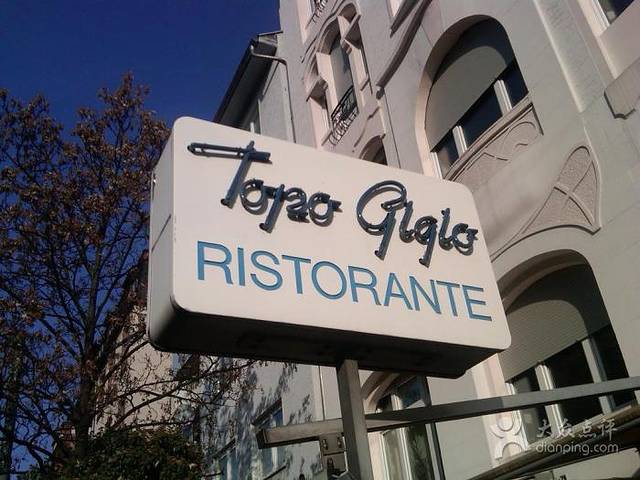 Topo Gigio
RISTORANTE
大众点评
dianping.com